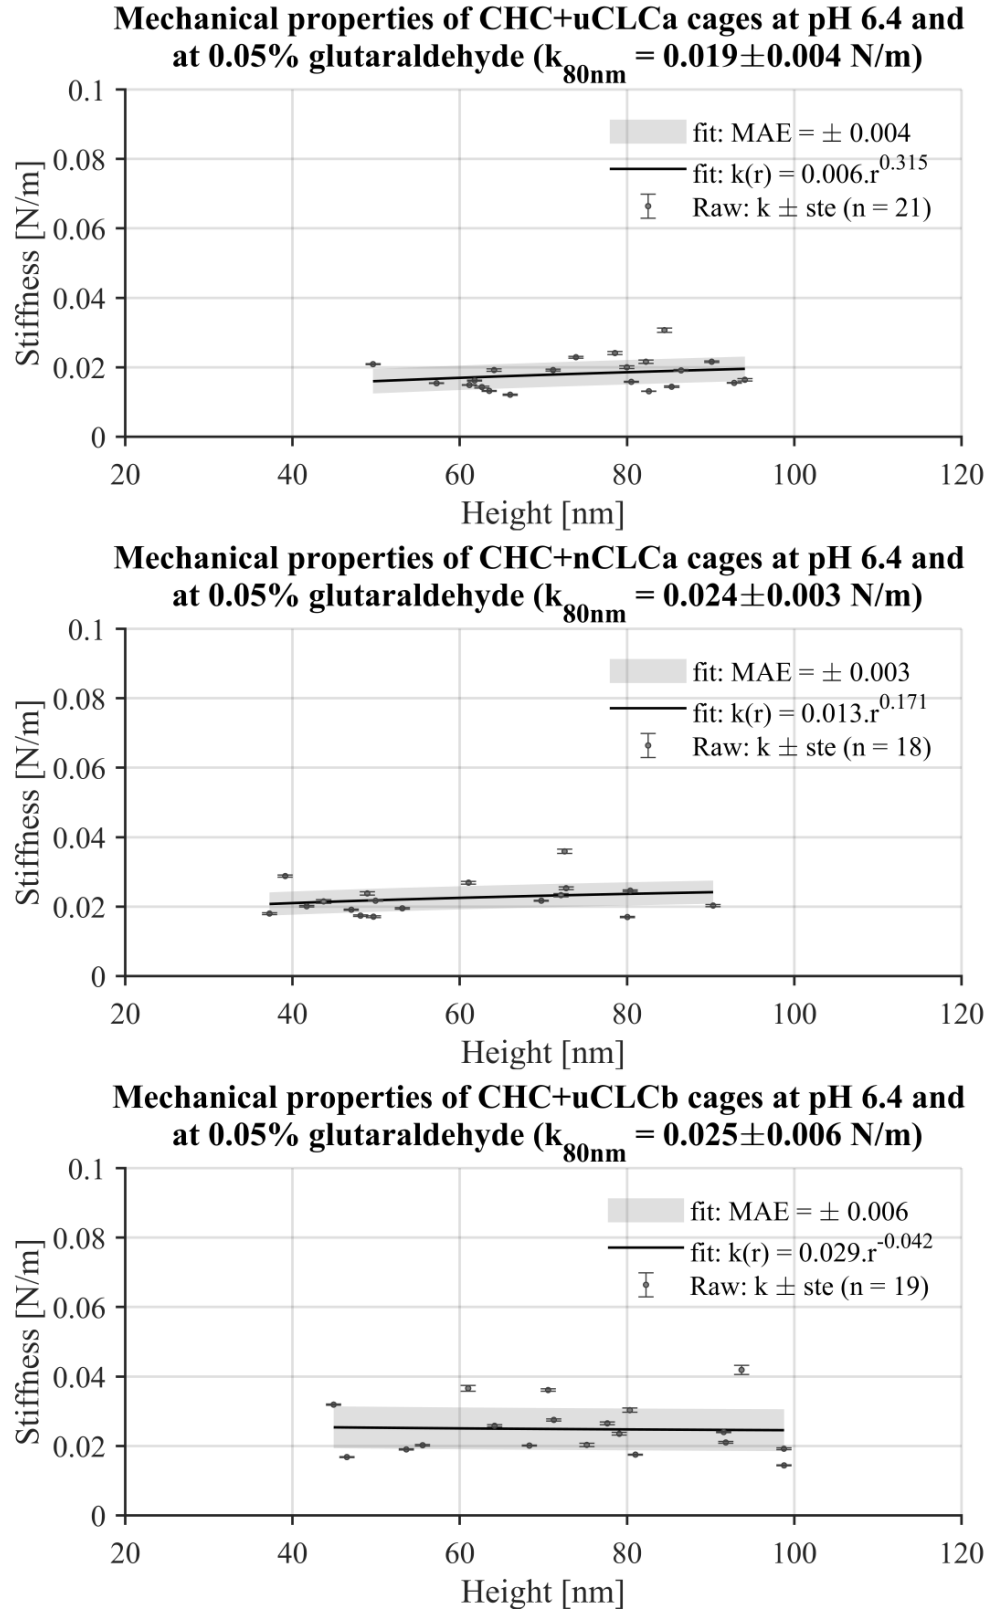 Mechanical properties of CHC+uCLCa cages at pH 6.4 and
at 0.05% glutaraldehyde (k80nm = 0.019±0.004 N/m)
0.1
0.08
0.06
0.04
0.02
0
Stiffness [N/m]
fit: MAE = ± 0.004
fit: k(r) = 0.006.r^0.315
Raw: k ± ste (n = 21)
20 40 60 80 100 120
Height [nm]
Mechanical properties of CHC+nCLCa cages at pH 6.4 and
at 0.05% glutaraldehyde (k80nm = 0.024±0.003 N/m)
0.1
0.08
0.06
0.04
0.02
0
Stiffness [N/m]
fit: MAE = ± 0.003
fit: k(r) = 0.013.r^0.171
Raw: k ± ste (n = 18)
20 40 60 80 100 120
Height [nm]
Mechanical properties of CHC+uCLCb cages at pH 6.4 and
at 0.05% glutaraldehyde (k80nm = 0.025±0.006 N/m)
0.1
0.08
0.06
0.04
0.02
0
Stiffness [N/m]
fit: MAE = ± 0.006
fit: k(r) = 0.029.r^-0.042
Raw: k ± ste (n = 19)
20 40 60 80 100 120
Height [nm]